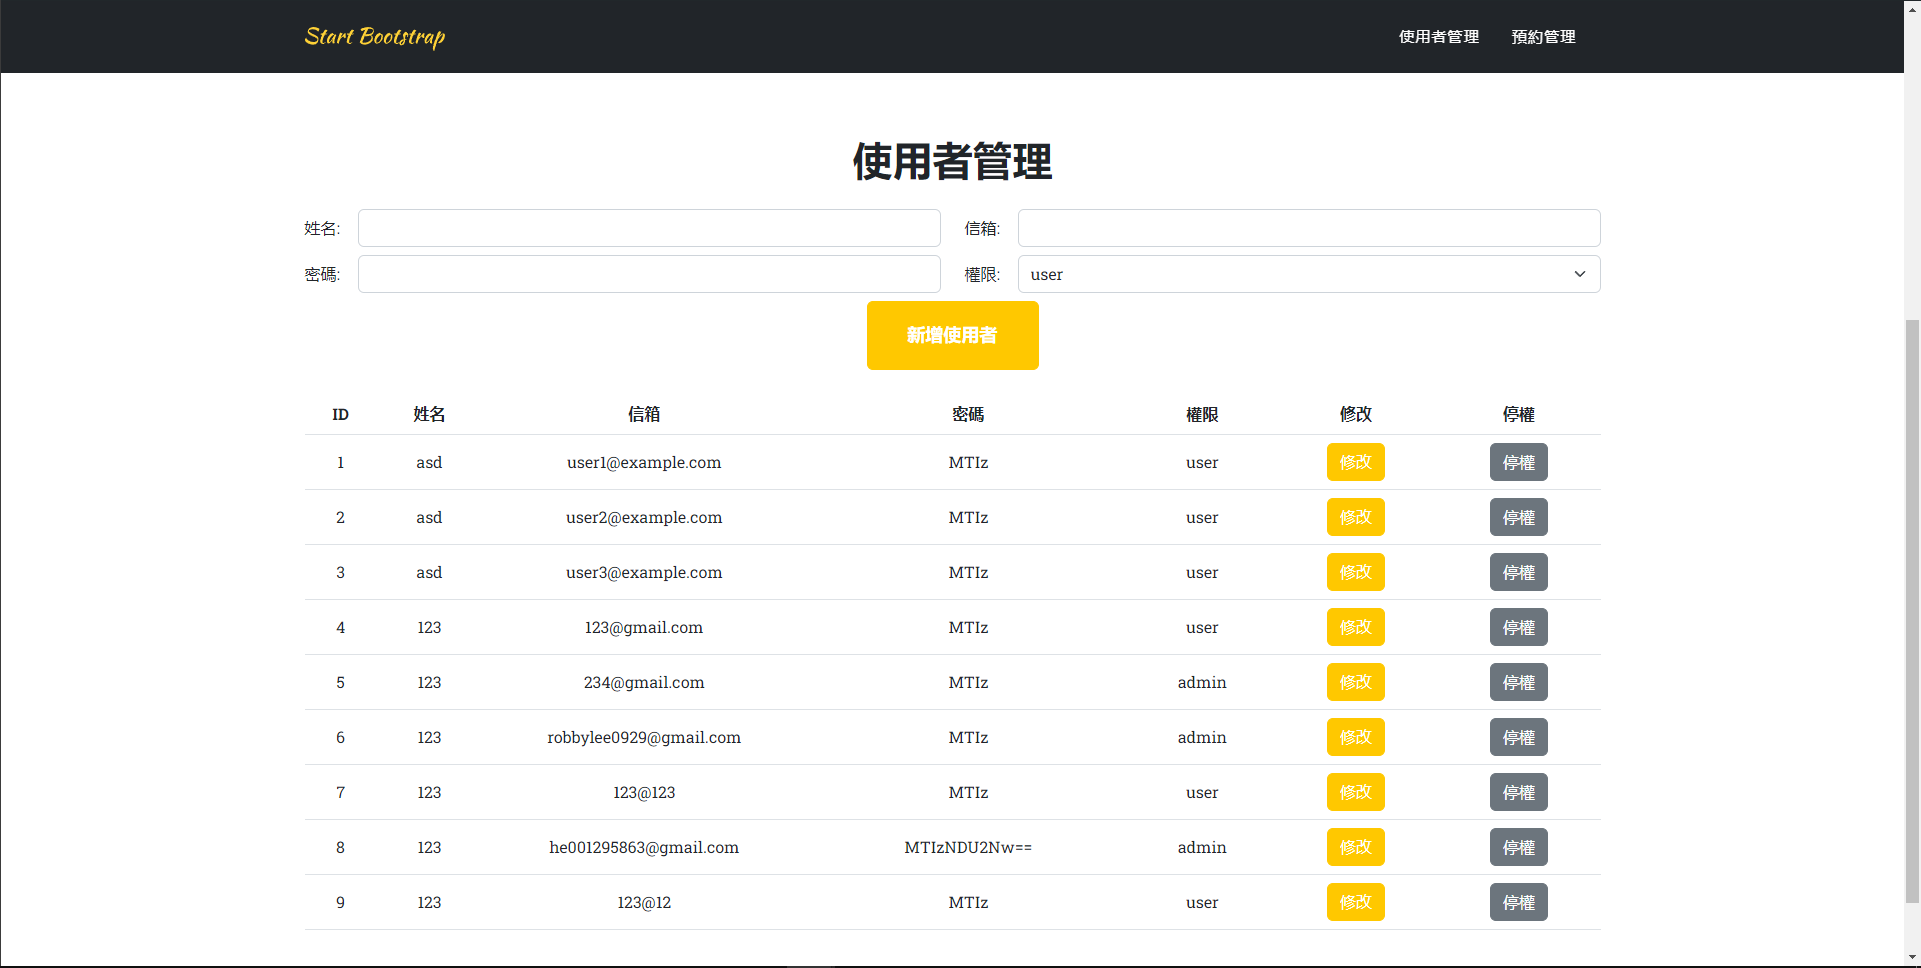 Start Bootstrap 使用者管理 預約管理
使用者管理
姓名: 信箱:
密碼: 權限: user
新增使用者
ID 姓名 信箱 密碼 權限 修改 停權
1 asd user1@example.com MTIz user 修改 停權
2 asd user2@example.com MTIz user 修改 停權
3 asd user3@example.com MTIz user 修改 停權
4 123 123@gmail.com MTIz user 修改 停權
5 123 234@gmail.com MTIz admin 修改 停權
6 123 robbylee0929@gmail.com MTIz admin 修改 停權
7 123 123@123 MTIz user 修改 停權
8 123 he001295863@gmail.com MTIzNDU2Nw== admin 修改 停權
9 123 123@12 MTIz user 修改 停權